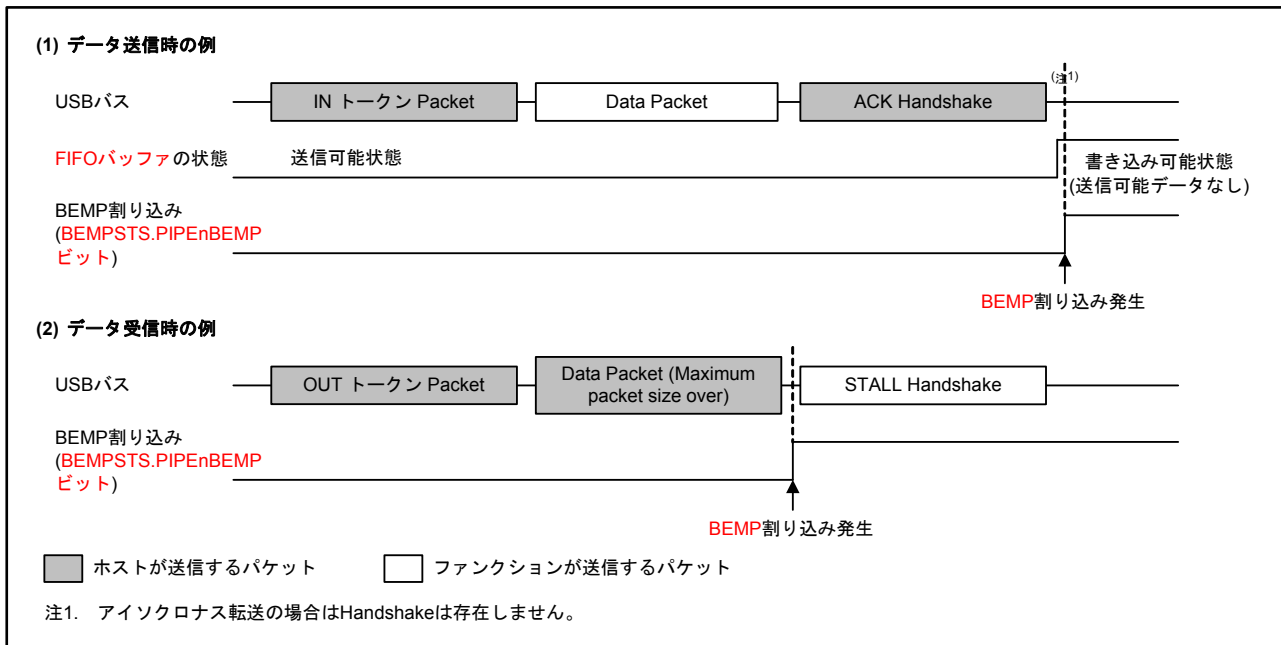 (1) データ送信時の例
(注1)
USBバス
IN トークン Packet
Data Packet
ACK Handshake
FIFOバッファの状態
送信可能状態
書き込み可能状態
(送信可能データなし)
BEMP割り込み
(BEMPSTS.PIPEnBEMP
ビット)
BEMP割り込み発生
(2) データ受信時の例
USBバス
OUT トークン Packet
Data Packet (Maximum
packet size over)
STALL Handshake
BEMP割り込み
(BEMPSTS.PIPEnBEMP
ビット)
BEMP割り込み発生
ホストが送信するパケット
ファンクションが送信するパケット
注1. アイソクロナス転送の場合はHandshakeは存在しません。